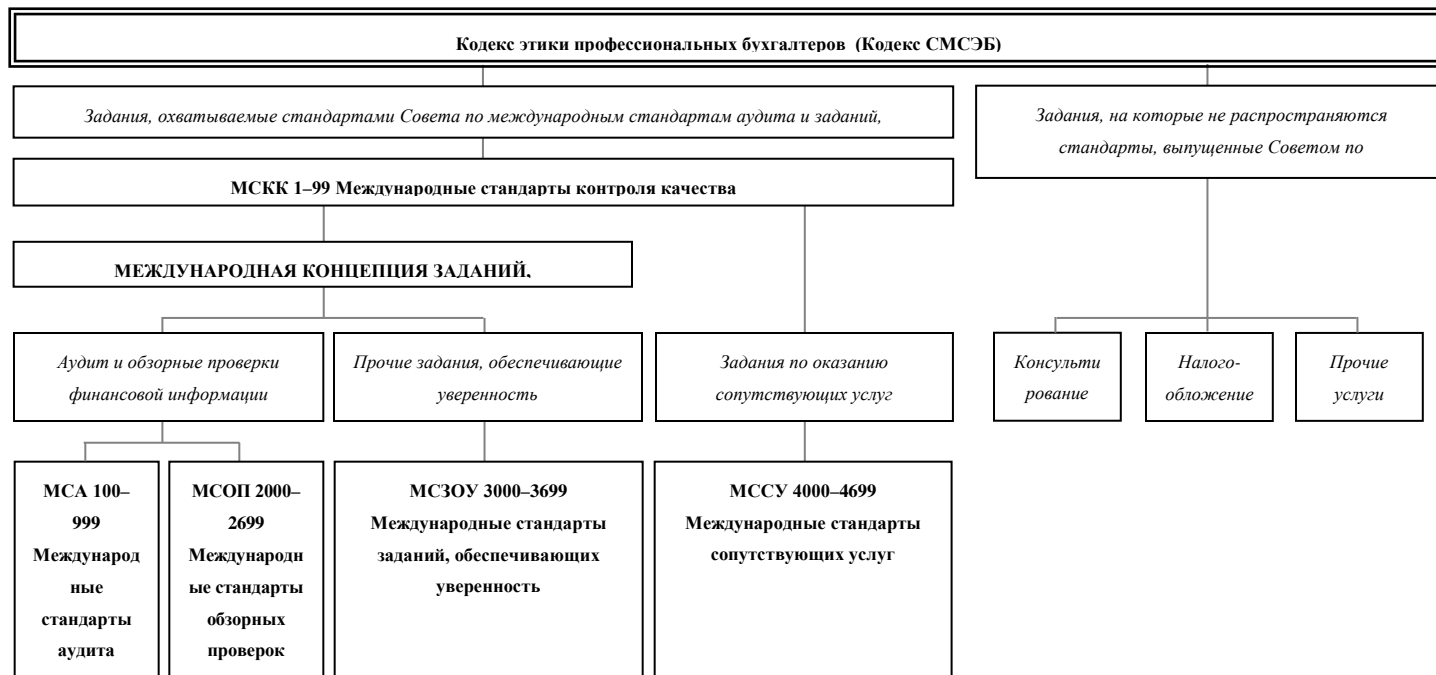 Кодекс этики профессиональных бухгалтеров (Кодекс СМСЭБ)
Задания, охватываемые стандартами Совета по международным стандартам аудита и заданий,
Задания, на которые не распространяются
стандарты, выпущенные Советом по
МСКК 1–99 Международные стандарты контроля качества
МЕЖДУНАРОДНАЯ КОНЦЕПЦИЯ ЗАДАНИЙ,
Аудит и обзорные проверки
финансовой информации
Прочие задания, обеспечивающие
уверенность
Задания по оказанию
сопутствующих услуг
Консульти
рование
Налого-
обложение
Прочие
услуги
МСА 100–
999
Международ
ные
стандарты
аудита
МСОП 2000–
2699
Международн
ые стандарты
обзорных
проверок
МСЗОУ 3000–3699
Международные стандарты
заданий, обеспечивающих
уверенность
МССУ 4000–4699
Международные стандарты
сопутствующих услуг